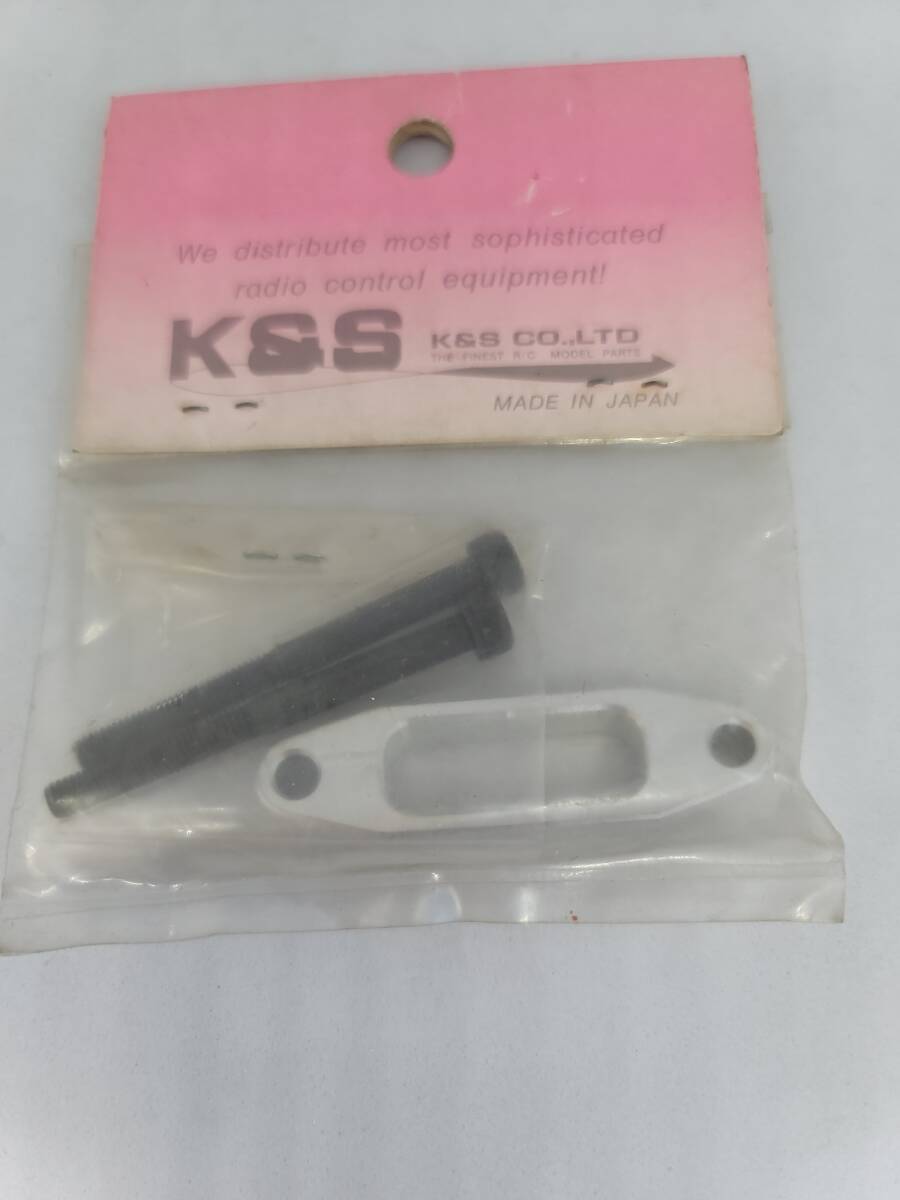 We distribute most sophisticated
radio control equipment!
K&S K&S CO.,LTD
THE FINEST R/C MODEL PARTS
MADE IN JAPAN